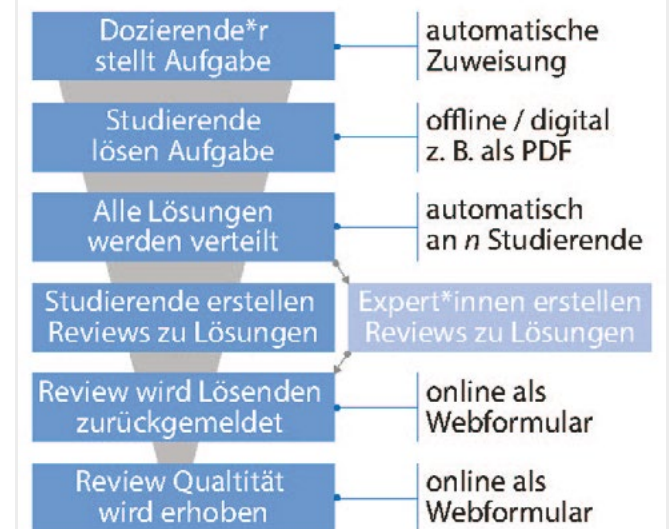 Dozierende*r
stellt Aufgabe
automatische
Zuweisung
Studierende
lösen Aufgabe
offline / digital
z. B. als PDF
Alle Lösungen
werden verteilt
automatisch
an n Studierende
Studierende erstellen
Reviews zu Lösungen
Expert*innen erstellen
Reviews zu Lösungen
Review wird Lösenden
zurückgemeldet
online als
Webformular
Review Qualtität
wird erhoben
online als
Webformular